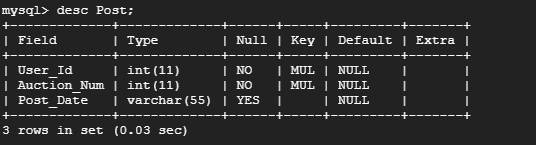 mysql> desc Post;
+-------------+-------------+------+-----+---------+-------+
| Field       | Type        | Null | Key | Default | Extra |
+-------------+-------------+------+-----+---------+-------+
| User_Id     | int(11)     | NO   | MUL | NULL    |       |
| Auction_Num | int(11)     | NO   | MUL | NULL    |       |
| Post_Date   | varchar(55) | YES  |     | NULL    |       |
+-------------+-------------+------+-----+---------+-------+
3 rows in set (0.03 sec)